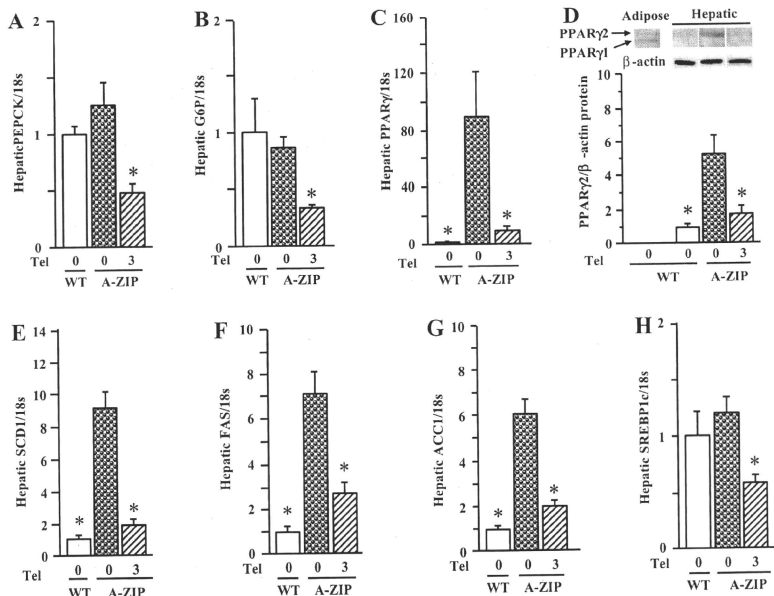 A
HepaticPEPCK/18s
2
1
0
Tel
0 0 3
WT A-ZIP
B
Hepatic G6P/18s
2
1
0
Tel
0 0 3
WT A-ZIP
C
Hepatic PPARγ/18s
160
120
80
40
20
0
*
*
Tel
0 0 3
WT A-ZIP
D
Adipose Hepatic
PPARγ2
PPARγ1
β-actin
PPARγ2/β -actin protein
10
8
6
4
2
1
0
*
*
Tel
0 0 0 3
WT A-ZIP
E
Hepatic SCD1/18s
14
12
10
8
6
4
2
0
*
*
Tel
0 0 3
WT A-ZIP
F
Hepatic FAS/18s
10
8
6
4
2
0
*
*
Tel
0 0 3
WT A-ZIP
G
Hepatic ACC1/18s
10
8
6
4
2
0
*
*
Tel
0 0 3
WT A-ZIP
H
Hepatic SREBP1c/18s
2
1
0
*
Tel
0 0 3
WT A-ZIP